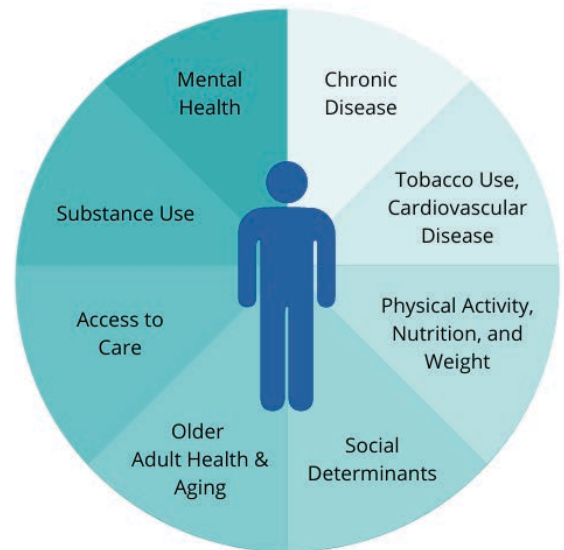 Mental
Health
Chronic
Disease
Tobacco Use,
Cardiovascular
Disease
Physical Activity,
Nutrition, and
Weight
Social
Determinants
Older
Adult Health &
Aging
Access to
Care
Substance Use